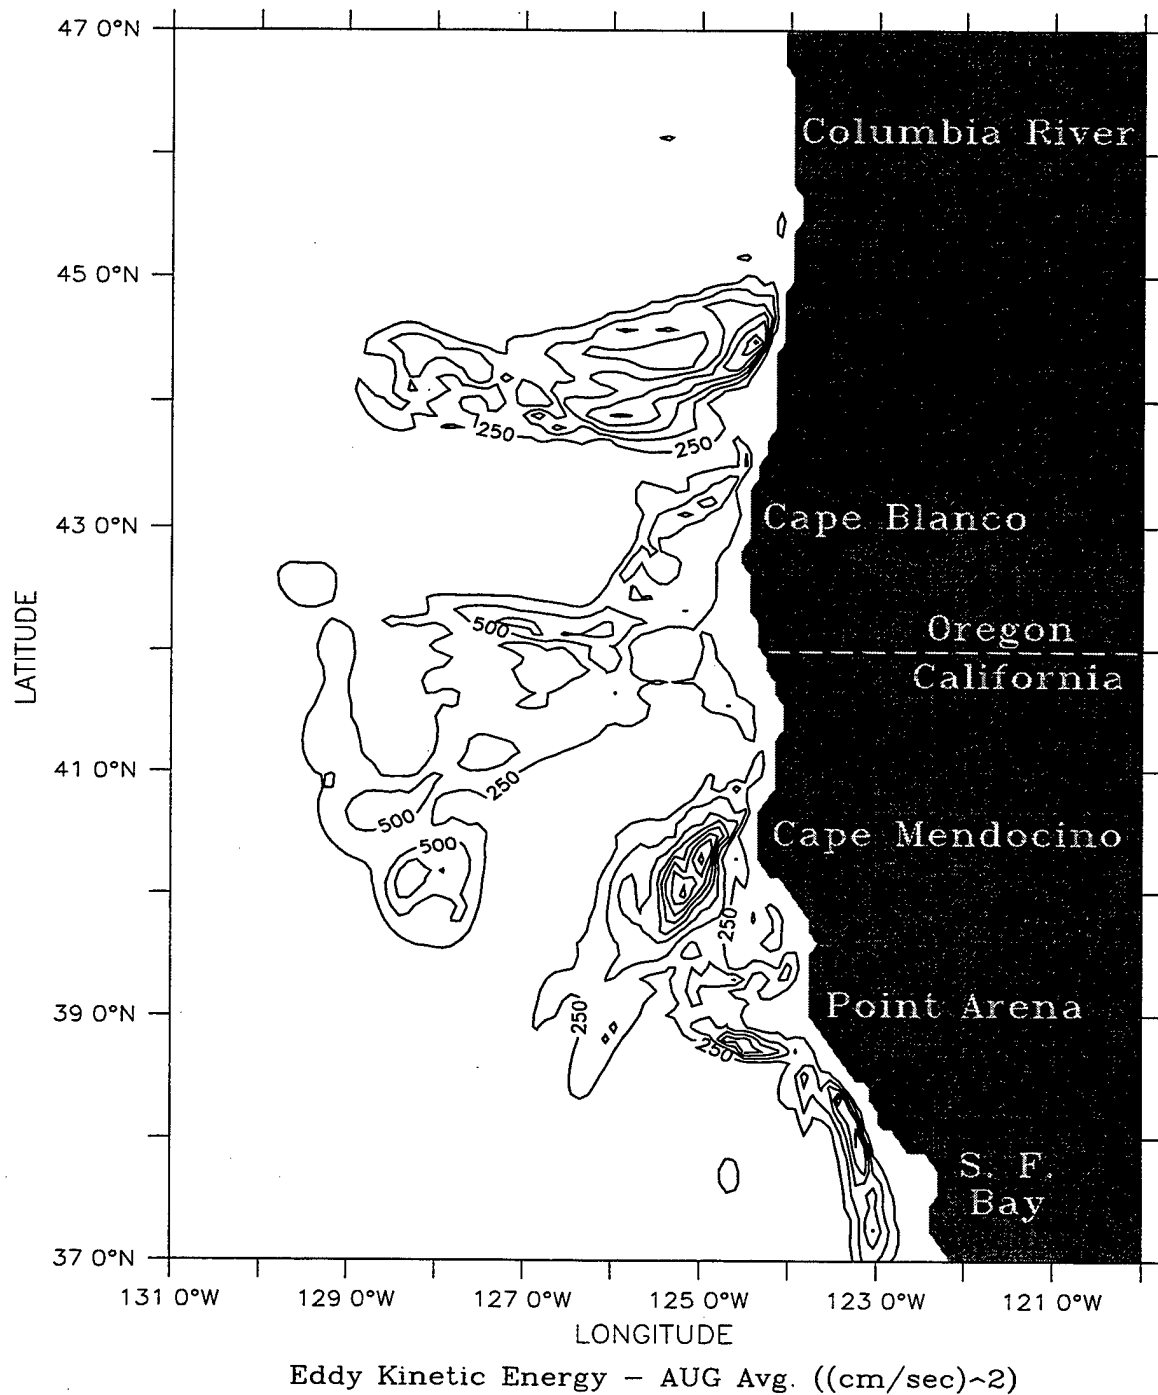 47 0°N
Columbia River
45 0°N
250
250
43 0°N
Cape Blanco
LATITUDE
500
Oregon
California
41 0°N
250
500
500
Cape Mendocino
250
39 0°N
250
Point Arena
250
S. F.
Bay
37 0°N
131 0°W 129 0°W 127 0°W 125 0°W 123 0°W 121 0°W
LONGITUDE
Eddy Kinetic Energy – AUG Avg. ((cm/sec)~2)